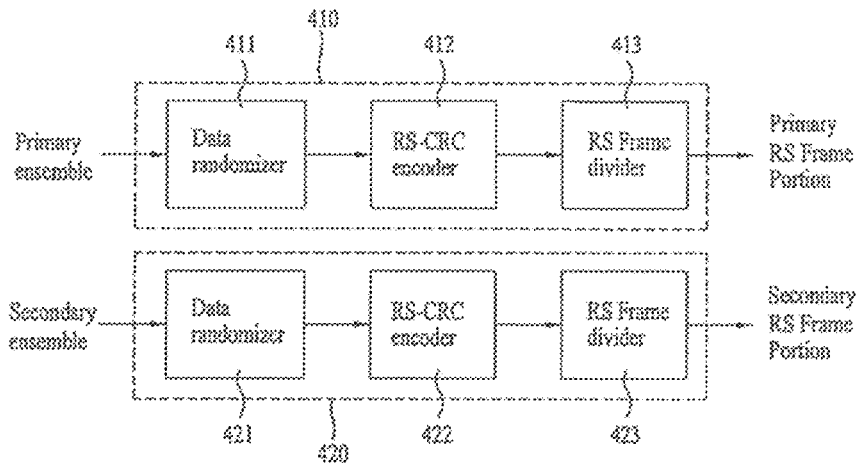 410
411
412
413
Primary
ensemble
Data
randomizer
RS-CRC
encoder
RS Frame
divider
Primary
RS Frame
Portion
Secondary
ensemble
Data
randomizer
RS-CRC
encoder
RS Frame
divider
Secondary
RS Frame
Portion
421
420
422
423